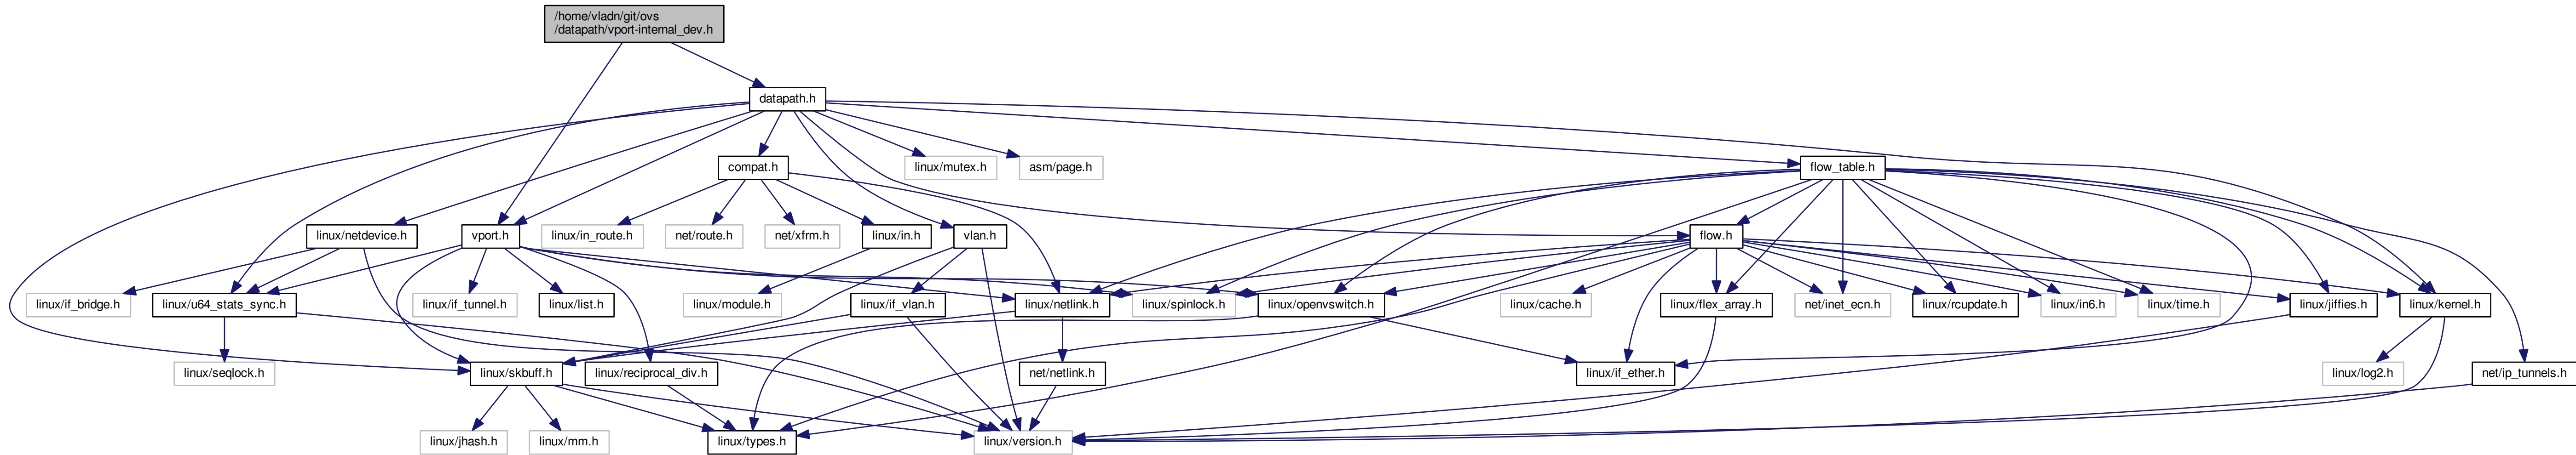 /home/vladn/git/ovs
/datapath/vport-internal_dev.h
datapath.h
compat.h
linux/mutex.h
asm/page.h
flow_table.h
linux/netdevice.h
vport.h
linux/in_route.h
net/route.h
net/xfrm.h
linux/in.h
vlan.h
flow.h
linux/if_bridge.h
linux/u64_stats_sync.h
linux/if_tunnel.h
linux/list.h
linux/module.h
linux/if_vlan.h
linux/netlink.h
linux/spinlock.h
linux/openvswitch.h
linux/cache.h
linux/flex_array.h
net/inet_ecn.h
linux/rcupdate.h
linux/in6.h
linux/time.h
linux/jiffies.h
linux/kernel.h
linux/seqlock.h
linux/skbuff.h
linux/reciprocal_div.h
net/netlink.h
linux/if_ether.h
linux/log2.h
net/ip_tunnels.h
linux/jhash.h
linux/mm.h
linux/types.h
linux/version.h